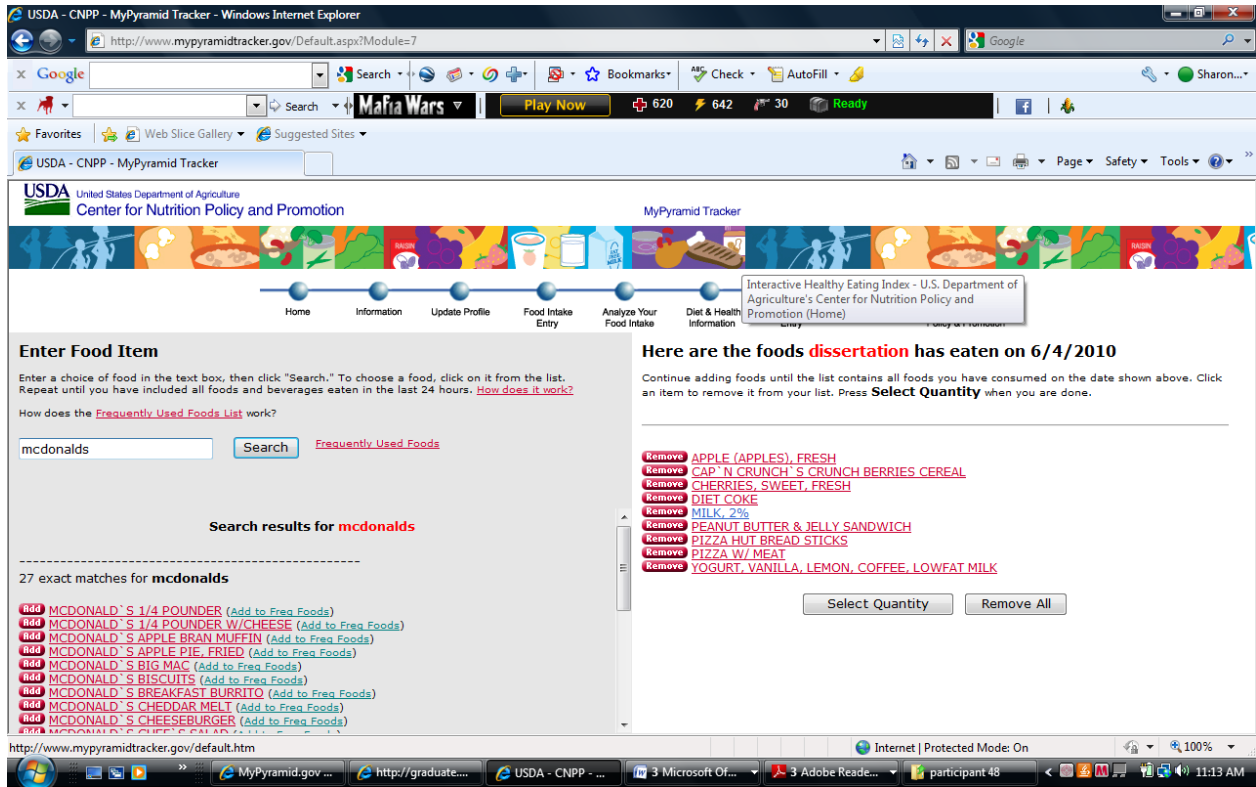 USDA - CNPP - MyPyramid Tracker - Windows Internet Explorer
http://www.mypyramidtracker.gov/Default.aspx?Module=7
Google
x Google Search Bookmarks Check AutoFill Sharon...
x Search Mafia Wars Play Now 620 642 30 Ready
Favorites Web Slice Gallery Suggested Sites
USDA - CNPP - MyPyramid Tracker Page Safety Tools
USDA United States Department of Agriculture
Center for Nutrition Policy and Promotion
MyPyramid Tracker
RAISIN MILK RAISIN
Interactive Healthy Eating Index - U.S. Department of
Agriculture's Center for Nutrition Policy and
Promotion (Home)
Home Information Update Profile Food Intake Entry Analyze Your Food Intake Diet & Health Information
Enter Food Item
Enter a choice of food in the text box, then click "Search." To choose a food, click on it from the list.
Repeat until you have included all foods and beverages eaten in the last 24 hours. How does it work?
How does the Frequently Used Foods List work?
mcdonalds Search Frequently Used Foods
Search results for mcdonalds
27 exact matches for mcdonalds
Add MCDONALD`S 1/4 POUNDER (Add to Freq Foods)
Add MCDONALD`S 1/4 POUNDER W/CHEESE (Add to Freq Foods)
Add MCDONALD`S APPLE BRAN MUFFIN (Add to Freq Foods)
Add MCDONALD`S APPLE PIE, FRIED (Add to Freq Foods)
Add MCDONALD`S BIG MAC (Add to Freq Foods)
Add MCDONALD`S BISCUITS (Add to Freq Foods)
Add MCDONALD`S BREAKFAST BURRITO (Add to Freq Foods)
Add MCDONALD`S CHEDDAR MELT (Add to Freq Foods)
Add MCDONALD`S CHEESEBURGER (Add to Freq Foods)
Here are the foods dissertation has eaten on 6/4/2010
Continue adding foods until the list contains all foods you have consumed on the date shown above. Click
an item to remove it from your list. Press Select Quantity when you are done.
Remove APPLE (APPLES), FRESH
Remove CAP`N CRUNCH`S CRUNCH BERRIES CEREAL
Remove CHERRIES, SWEET, FRESH
Remove DIET COKE
Remove MILK, 2%
Remove PEANUT BUTTER & JELLY SANDWICH
Remove PIZZA HUT BREAD STICKS
Remove PIZZA W/ MEAT
Remove YOGURT, VANILLA, LEMON, COFFEE, LOWFAT MILK
Select Quantity Remove All
http://www.mypyramidtracker.gov/default.htm Internet | Protected Mode: On 100%
MyPyramid.gov ... http://graduate.... USDA - CNPP - ... 3 Microsoft Of... 3 Adobe Reade... participant 48 11:13 AM